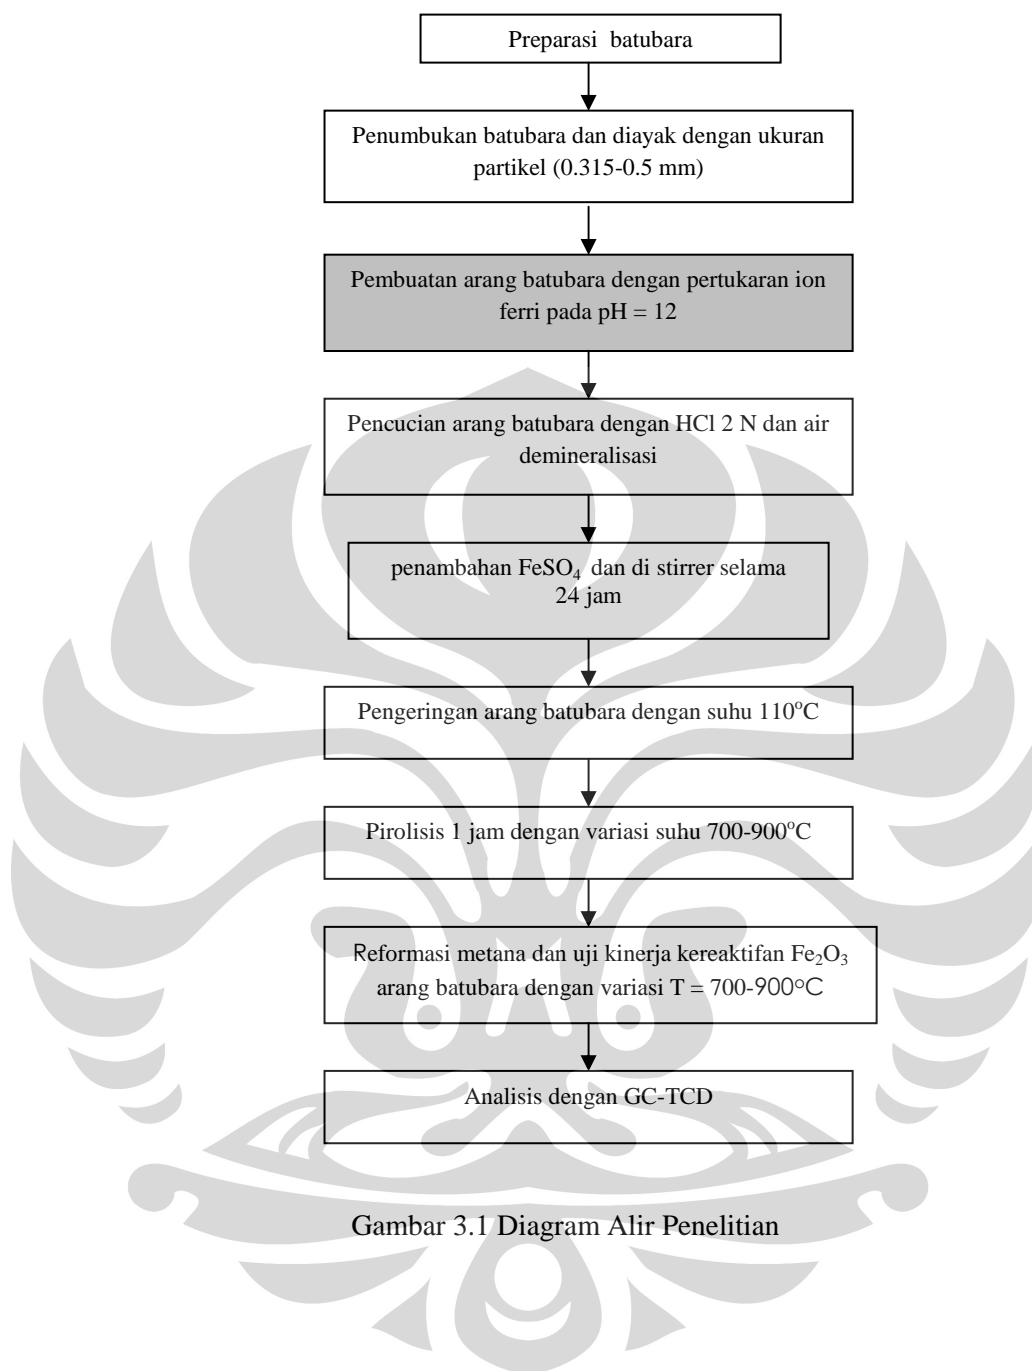 Preparasi batubara
Penumbukan batubara dan diayak dengan ukuran
partikel (0.315-0.5 mm)
Pembuatan arang batubara dengan pertukaran ion
ferri pada pH = 12
Pencucian arang batubara dengan HCl 2 N dan air
demineralisasi
penambahan FeSO₄ dan di stirrer selama
24 jam
Pengeringan arang batubara dengan suhu 110°C
Pirolisis 1 jam dengan variasi suhu 700-900°C
Reformasi metana dan uji kinerja kereaktifan Fe₂O₃
arang batubara dengan variasi T = 700-900°C
Analisis dengan GC-TCD
Gambar 3.1 Diagram Alir Penelitian